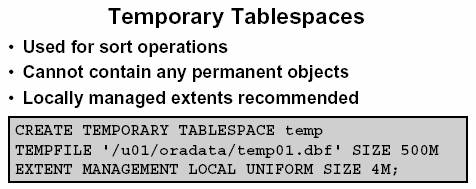 Temporary Tablespaces
• Used for sort operations
• Cannot contain any permanent objects
• Locally managed extents recommended
CREATE TEMPORARY TABLESPACE temp
TEMPFILE '/u01/oradata/temp01.dbf' SIZE 500M
EXTENT MANAGEMENT LOCAL UNIFORM SIZE 4M;